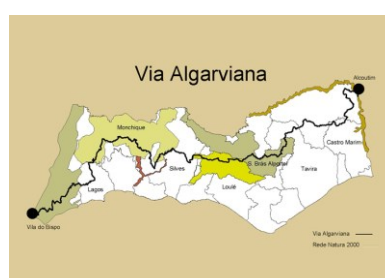 Via Algarviana
Alcoutim
Monchique
Castro Marim
Silves
S. Brás Alportel
Tavira
Lagos
Loulé
Vila do Bispo
Via Algarviana
Rede Natura 2000